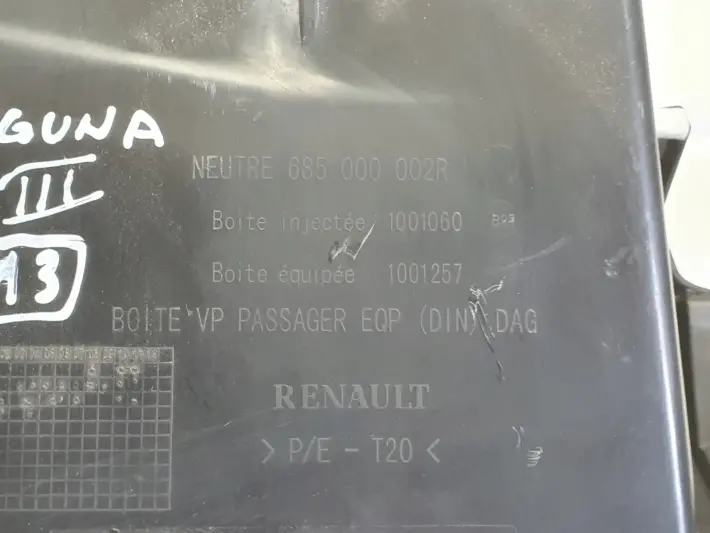 GUNA
III
13
NEUTRE 685 000 002R
Boite injectée 1001060
Boite équipée 1001257
BOITE VP PASSAGER EQP (DIN) DAG
RENAULT
> P/E - T20 <